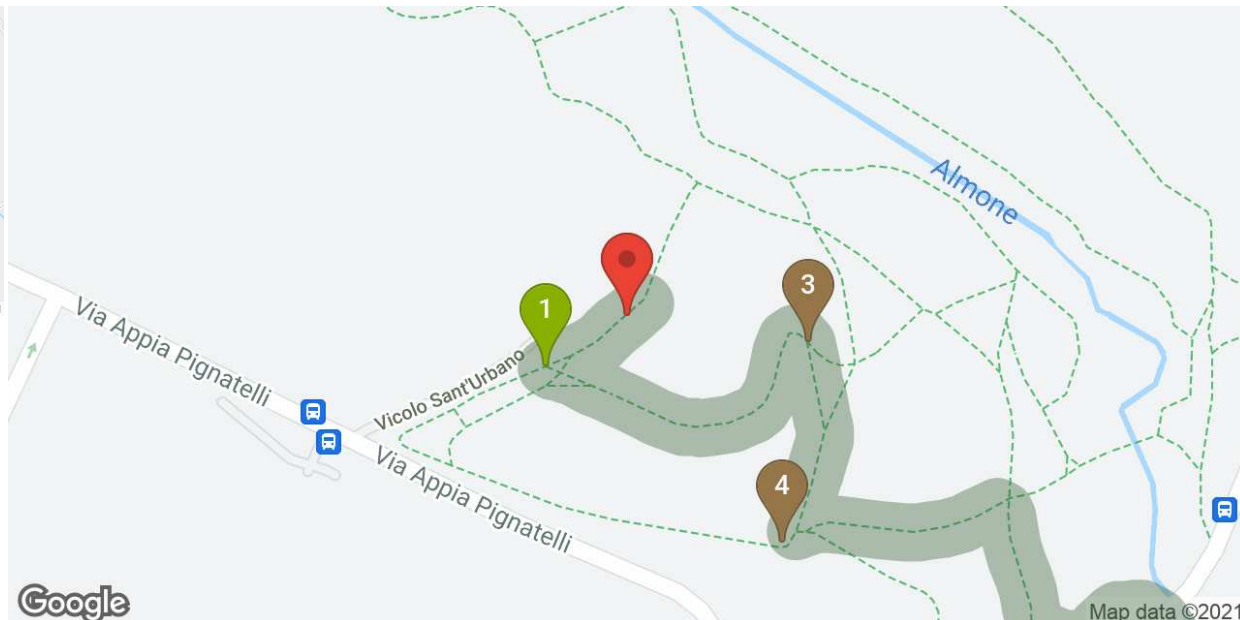 Almone
3
1
Via Appia Pignatelli
Vicolo Sant'Urbano
Via Appia Pignatelli
4
Google
Map data ©2021